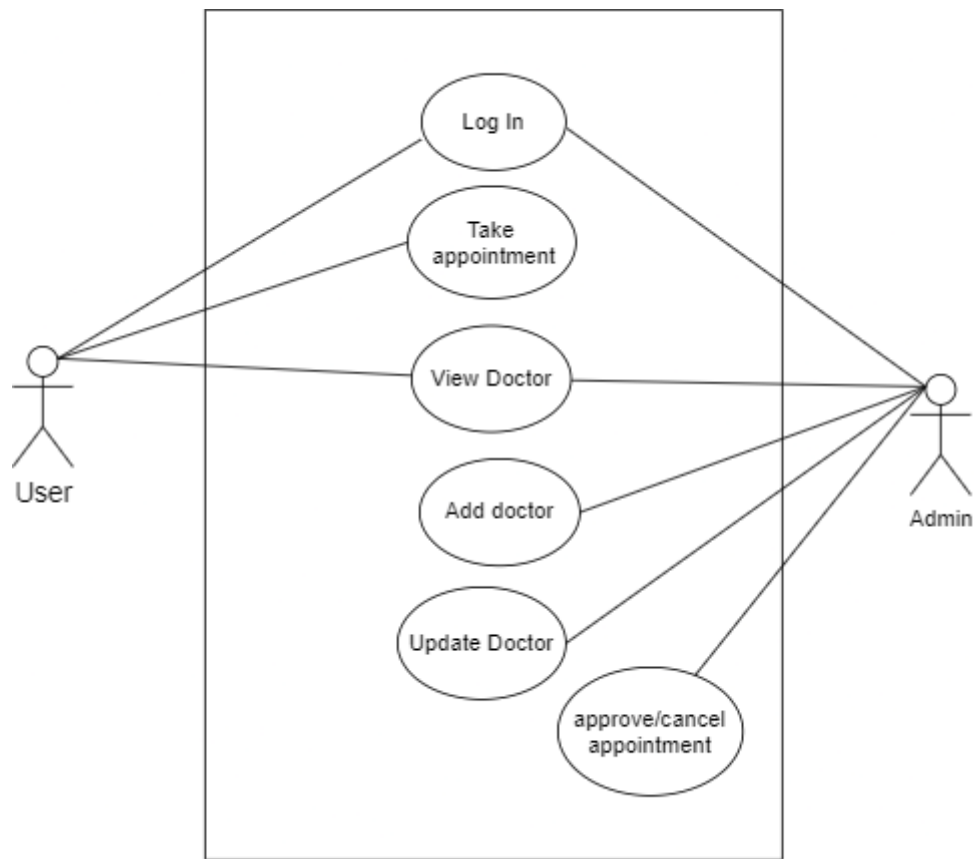 Log In
Take
appointment
View Doctor
User
Add doctor
Admin
Update Doctor
approve/cancel
appointment